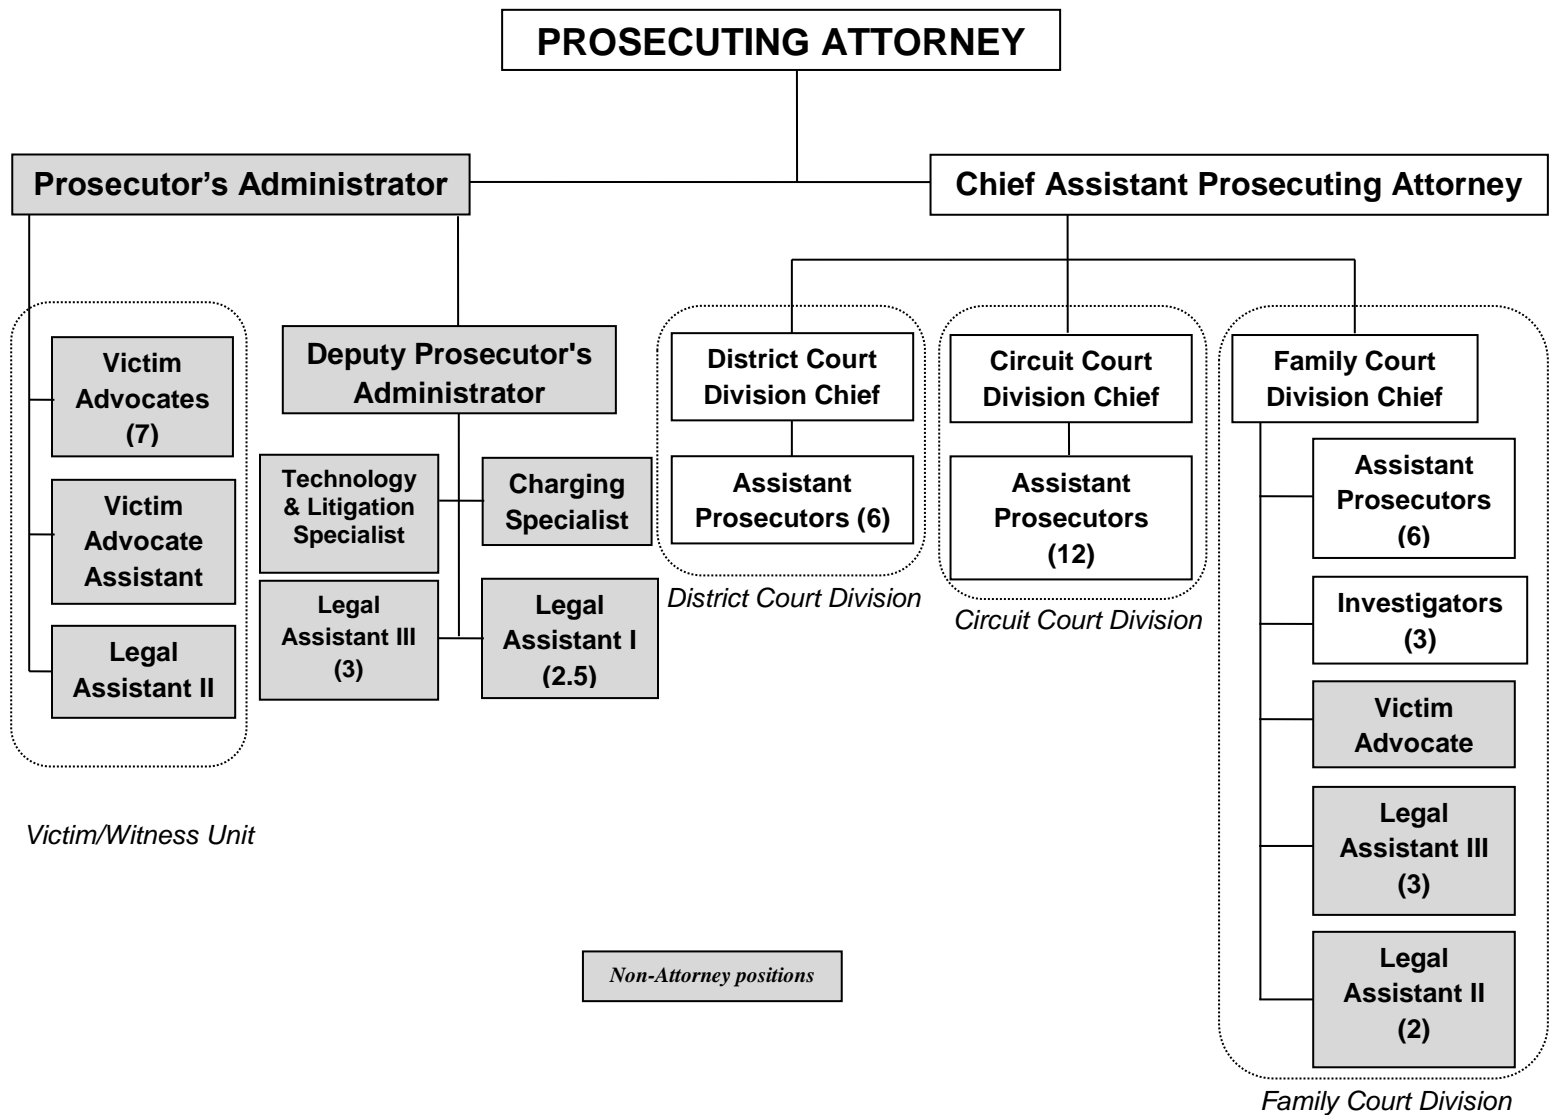 PROSECUTING ATTORNEY
Prosecutor’s Administrator
Chief Assistant Prosecuting Attorney
Victim
Advocates
(7)
Victim
Advocate
Assistant
Legal
Assistant II
Victim/Witness Unit
Deputy Prosecutor's
Administrator
Technology
& Litigation
Specialist
Charging
Specialist
Legal
Assistant III
(3)
Legal
Assistant I
(2.5)
District Court
Division Chief
Assistant
Prosecutors (6)
District Court Division
Circuit Court
Division Chief
Assistant
Prosecutors
(12)
Circuit Court Division
Family Court
Division Chief
Assistant
Prosecutors
(6)
Investigators
(3)
Victim
Advocate
Legal
Assistant III
(3)
Legal
Assistant II
(2)
Family Court Division
Non-Attorney positions